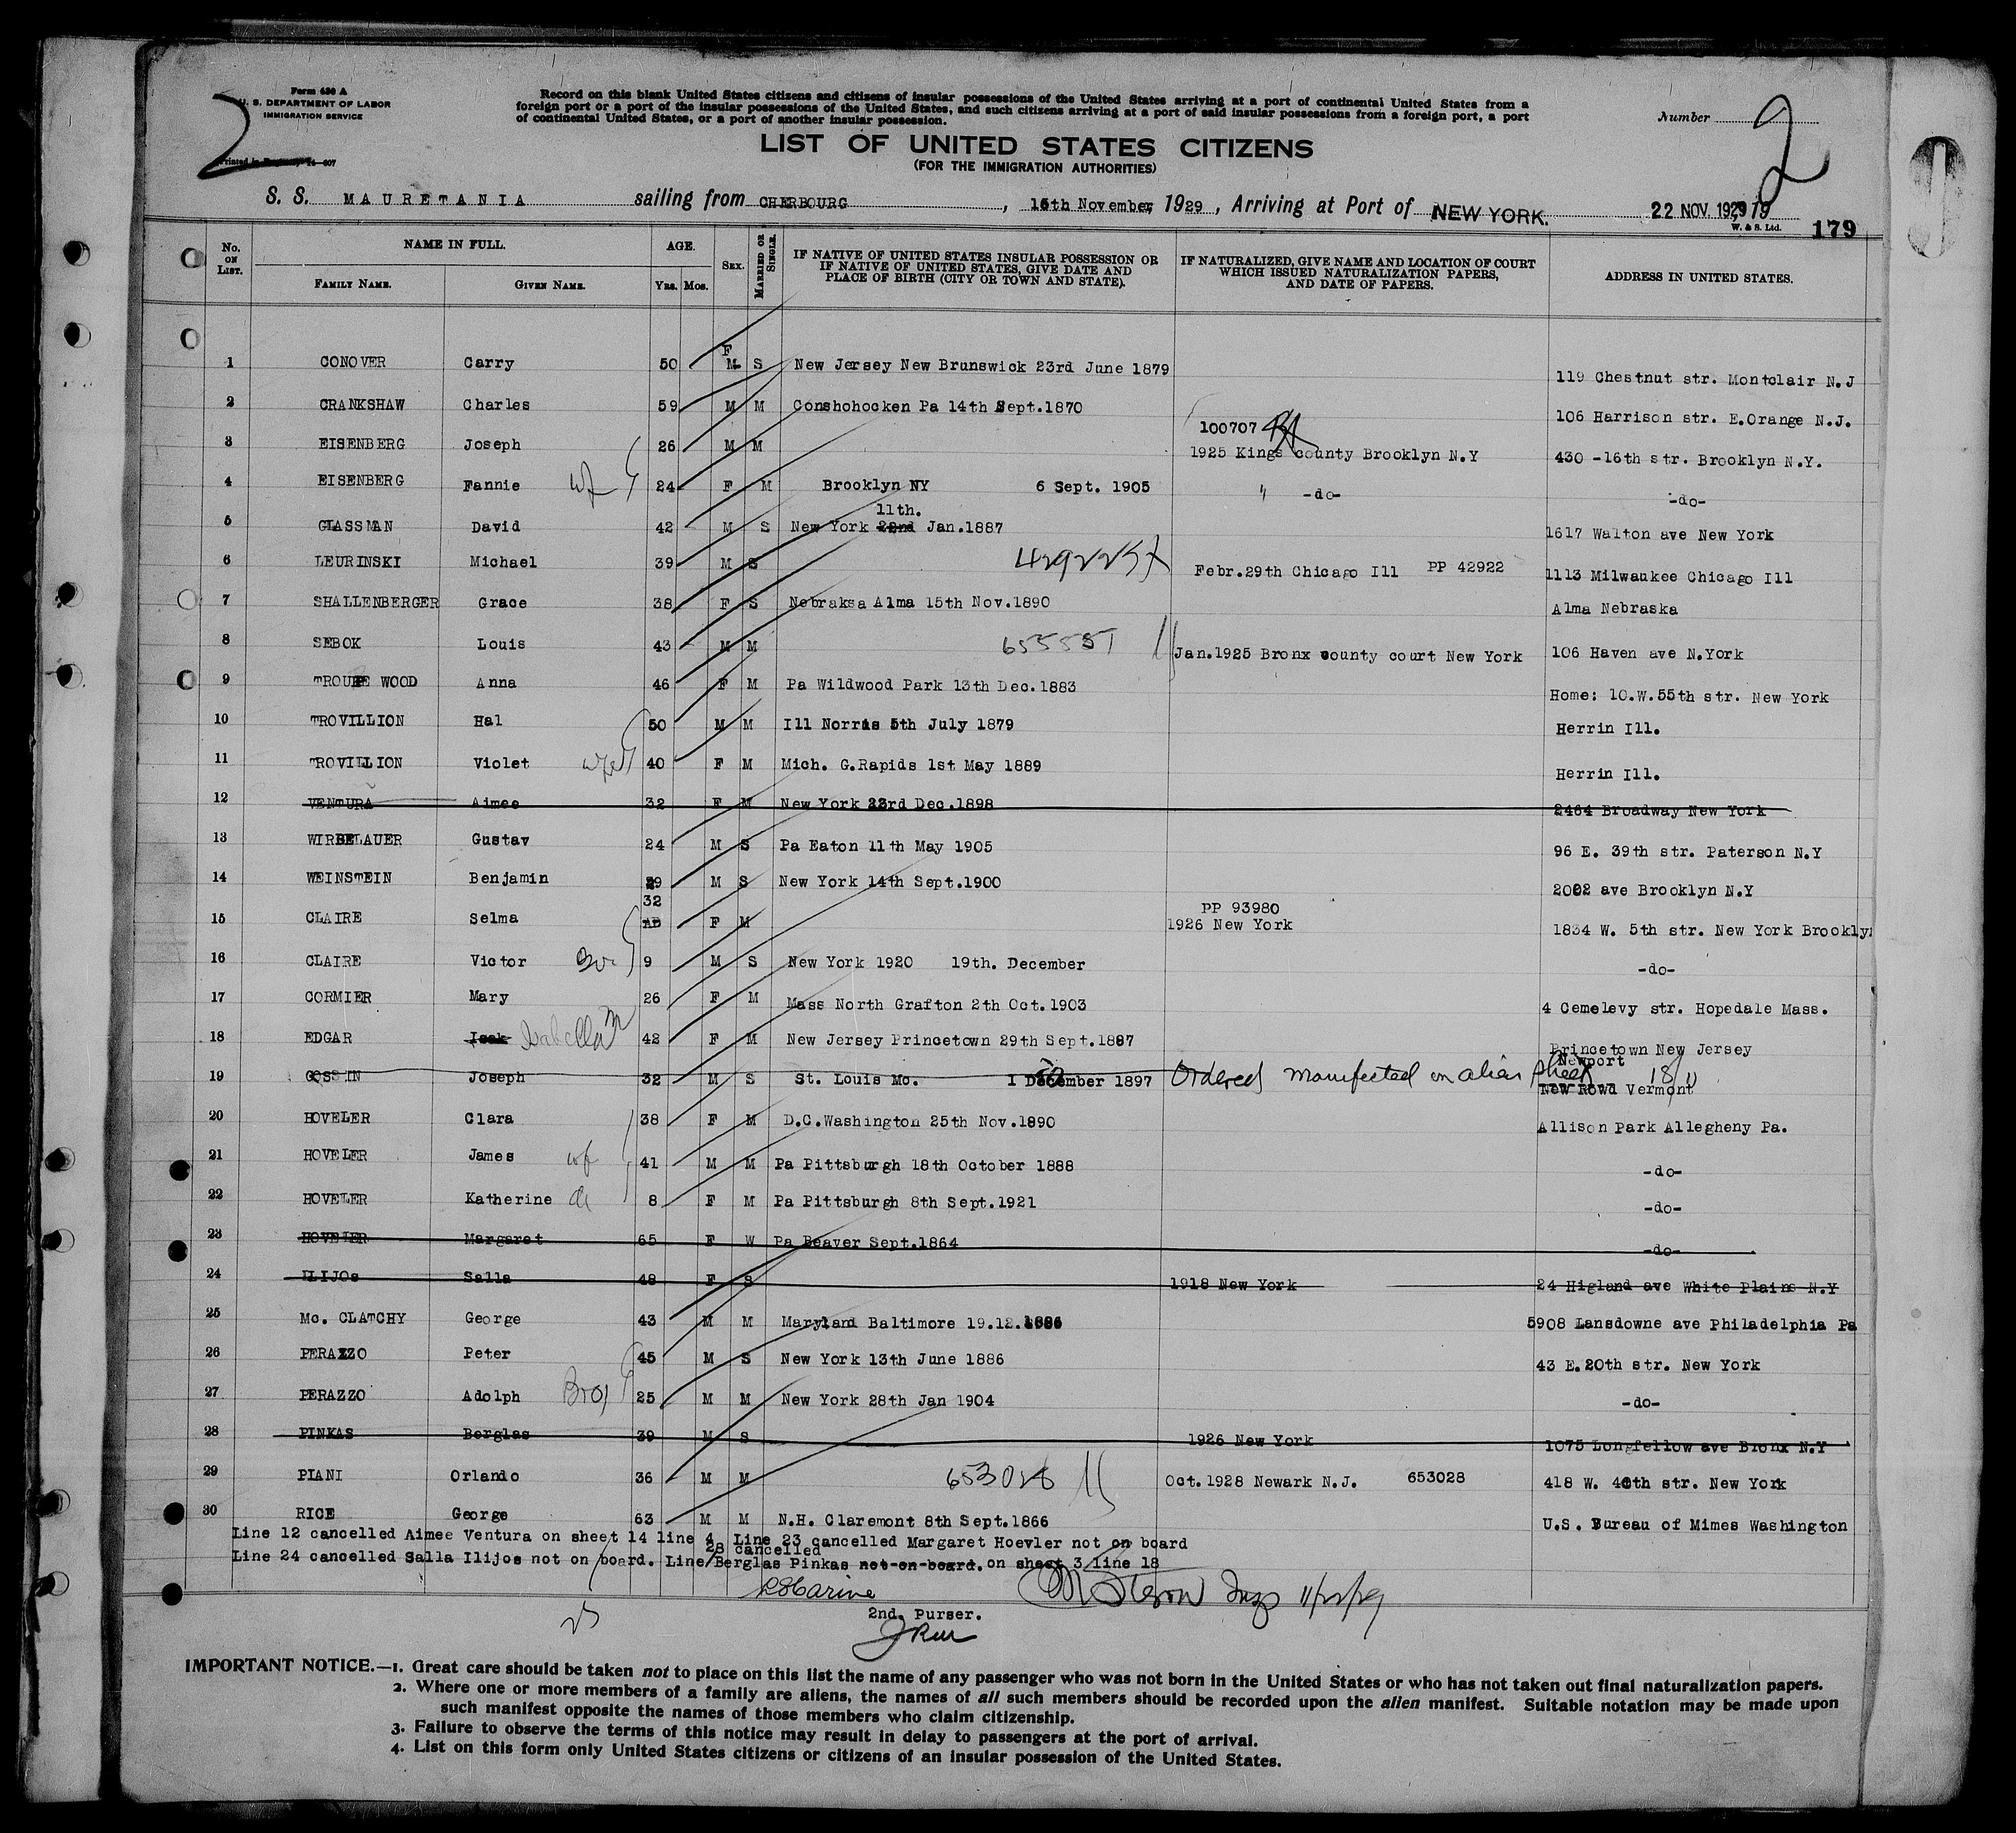 Form 630 A
U. S. DEPARTMENT OF LABOR
IMMIGRATION SERVICE
2
Record on this blank United States citizens and citizens of insular possessions of the United States arriving at a port of continental United States from a
foreign port or a port of the insular possessions of the United States, and such citizens arriving at a port of said insular possessions from a foreign port, a port
of continental United States, or a port of another insular possession.
Number 2
LIST OF UNITED STATES CITIZENS
(FOR THE IMMIGRATION AUTHORITIES)
S. S. MAURETANIA sailing from CHERBOURG, 16th November, 1929, Arriving at Port of NEW YORK. 22 NOV. 1929, 19
W. & S. Ltd. 179
No. ON LIST. NAME IN FULL. FAMILY NAME. GIVEN NAME. AGE. YRS. MOS. SEX. MARRIED OR SINGLE. IF NATIVE OF UNITED STATES INSULAR POSSESSION OR IF NATIVE OF UNITED STATES, GIVE DATE AND PLACE OF BIRTH (CITY OR TOWN AND STATE). IF NATURALIZED, GIVE NAME AND LOCATION OF COURT WHICH ISSUED NATURALIZATION PAPERS, AND DATE OF PAPERS. ADDRESS IN UNITED STATES.
1 CONOVER Carry 50 F M S New Jersey New Brunswick 23rd June 1879 119 Chestnut str. Montclair N.J
2 CRANKSHAW Charles 59 M M Conshohocken Pa 14th Sept.1870 106 Harrison str. E.Orange N.J.
3 EISENBERG Joseph 26 M M 100707 1925 Kings county Brooklyn N.Y 430 -16th str. Brooklyn N.Y.
4 EISENBERG Fannie wf 24 F M Brooklyn NY 6 Sept. 1905 " -do- -do-
5 GLASSMAN David 42 M S New York 22nd 11th. Jan.1887 1617 Walton ave New York
6 LEURINSKI Michael 39 M S Febr.29th Chicago Ill PP 42922 1113 Milwaukee Chicago Ill
7 SHALLENBERGER Grace 38 F S Nebraksa Alma 15th Nov.1890 Alma Nebraska
8 SEBOK Louis 43 M M 655551 Jan.1925 Bronx county court New York 106 Haven ave N.York
9 TROUPE WOOD Anna 46 F M Pa Wildwood Park 13th Dec.1883 Home: 10.W.55th str. New York
10 TROVILLION Hal 50 M M Ill Norris 5th July 1879 Herrin Ill.
11 TROVILLION Violet wife 40 F M Mich. G.Rapids 1st May 1889 Herrin Ill.
12 VENTURA Aimee 32 F M New York 23rd Dec.1898 2464 Broadway New York
13 WIRBELAUER Gustav 24 M S Pa Eaton 11th May 1905 96 E. 39th str. Paterson N.Y
14 WEINSTEIN Benjamin 29 M S New York 14th Sept.1900 2082 ave Brooklyn N.Y
15 CLAIRE Selma 32 F M PP 93980 1926 New York 1834 W. 5th str. New York Brooklyn
16 CLAIRE Victor 9 M S New York 1920 19th. December -do-
17 CORMIER Mary 26 F M Mass North Grafton 2th Oct.1903 4 Cemelevy str. Hopedale Mass.
18 EDGAR Isabella M 42 F M New Jersey Princetown 29th Sept.1887 Princetown New Jersey
19 GOSSIN Joseph 32 M S St. Louis Mo. 1 December 1897 Ordered manifested on alien sheet 18/11 Newport New Rowd Vermont
20 HOVELER Clara 38 F M D.C.Washington 25th Nov.1890 Allison Park Allegheny Pa.
21 HOVELER James wf 41 M M Pa Pittsburgh 18th October 1888 -do-
22 HOVELER Katherine 8 F M Pa Pittsburgh 8th Sept.1921 -do-
23 HOVELER Margaret 65 F W Pa Beaver Sept.1864 -do-
24 ILIJOs Salla 48 F S 1918 New York 24 Higland ave White Plains N.Y
25 Mc. CLATCHY George 43 M M Maryland Baltimore 19.12.1886 5908 Lansdowne ave Philadelphia Pa
26 PERAZZO Peter 45 M S New York 13th June 1886 43 E.20th str. New York
27 PERAZZO Adolph Bro 25 M M New York 28th Jan 1904 -do-
28 PINKAS Berglas 39 M S 1926 New York 1075 Longfellow ave Bronx N.Y
29 PIANI Orlando 36 M M 653028 Oct.1928 Newark N.J. 653028 418 W. 40th str. New York
30 RICE George 63 M M N.H. Claremont 8th Sept.1866 U.S. Bureau of Mimes Washington
Line 12 cancelled Aimee Ventura on sheet 14 line 4 Line 23 cancelled Margaret Hoevler not on board
Line 24 cancelled Salla Ilijos not on board. Line 28 cancelled Berglas Pinkas not on board. on sheet 3 line 18
11/22/29
2nd. Purser.
IMPORTANT NOTICE.—1. Great care should be taken not to place on this list the name of any passenger who was not born in the United States or who has not taken out final naturalization papers.
2. Where one or more members of a family are aliens, the names of all such members should be recorded upon the alien manifest. Suitable notation may be made upon
such manifest opposite the names of those members who claim citizenship.
3. Failure to observe the terms of this notice may result in delay to passengers at the port of arrival.
4. List on this form only United States citizens or citizens of an insular possession of the United States.